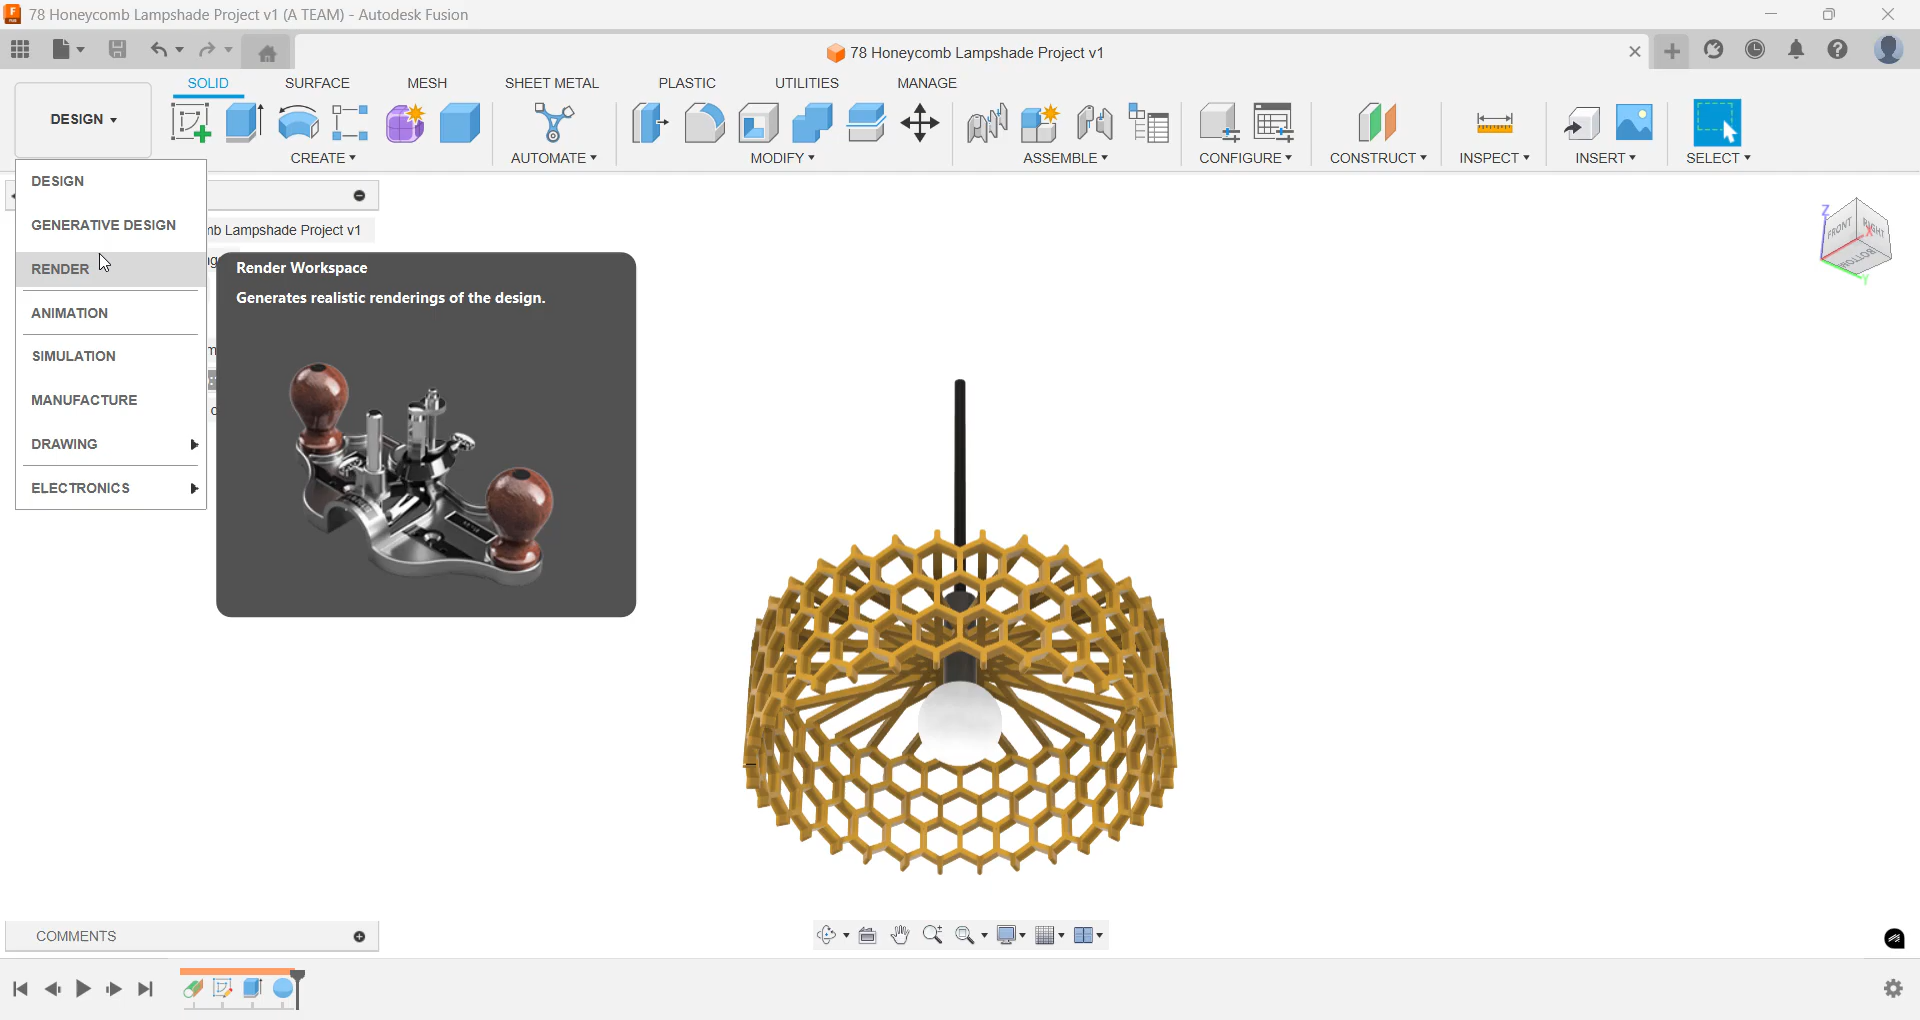 78 Honeycomb Lampshade Project v1 (A TEAM) - Autodesk Fusion
78 Honeycomb Lampshade Project v1
SOLID SURFACE MESH SHEET METAL PLASTIC UTILITIES MANAGE
DESIGN
CREATE AUTOMATE MODIFY ASSEMBLE CONFIGURE CONSTRUCT INSPECT INSERT SELECT
DESIGN
GENERATIVE DESIGN
RENDER
ANIMATION
SIMULATION
MANUFACTURE
DRAWING
ELECTRONICS
mb Lampshade Project v1
Render Workspace
Generates realistic renderings of the design.
Z
FRONT RIGHT
X
BOTTOM
Y
COMMENTS